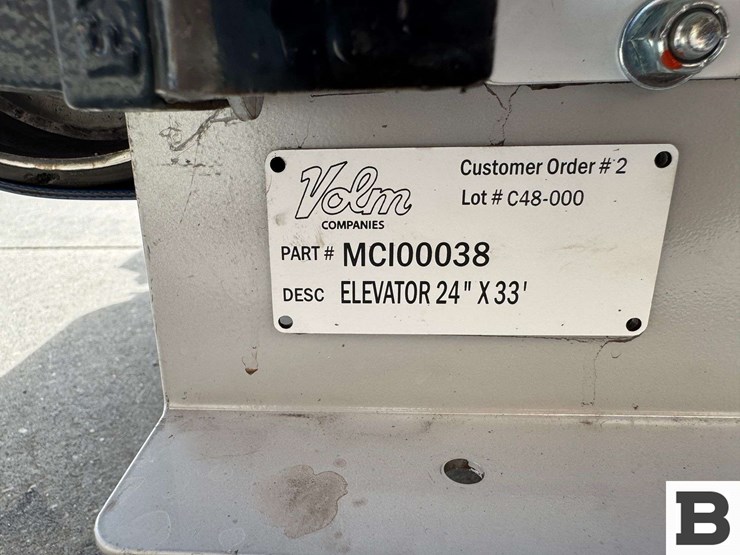 Volm
COMPANIES
Customer Order # 2
Lot # C48-000
PART # MCI00038
DESC ELEVATOR 24" X 33'
B